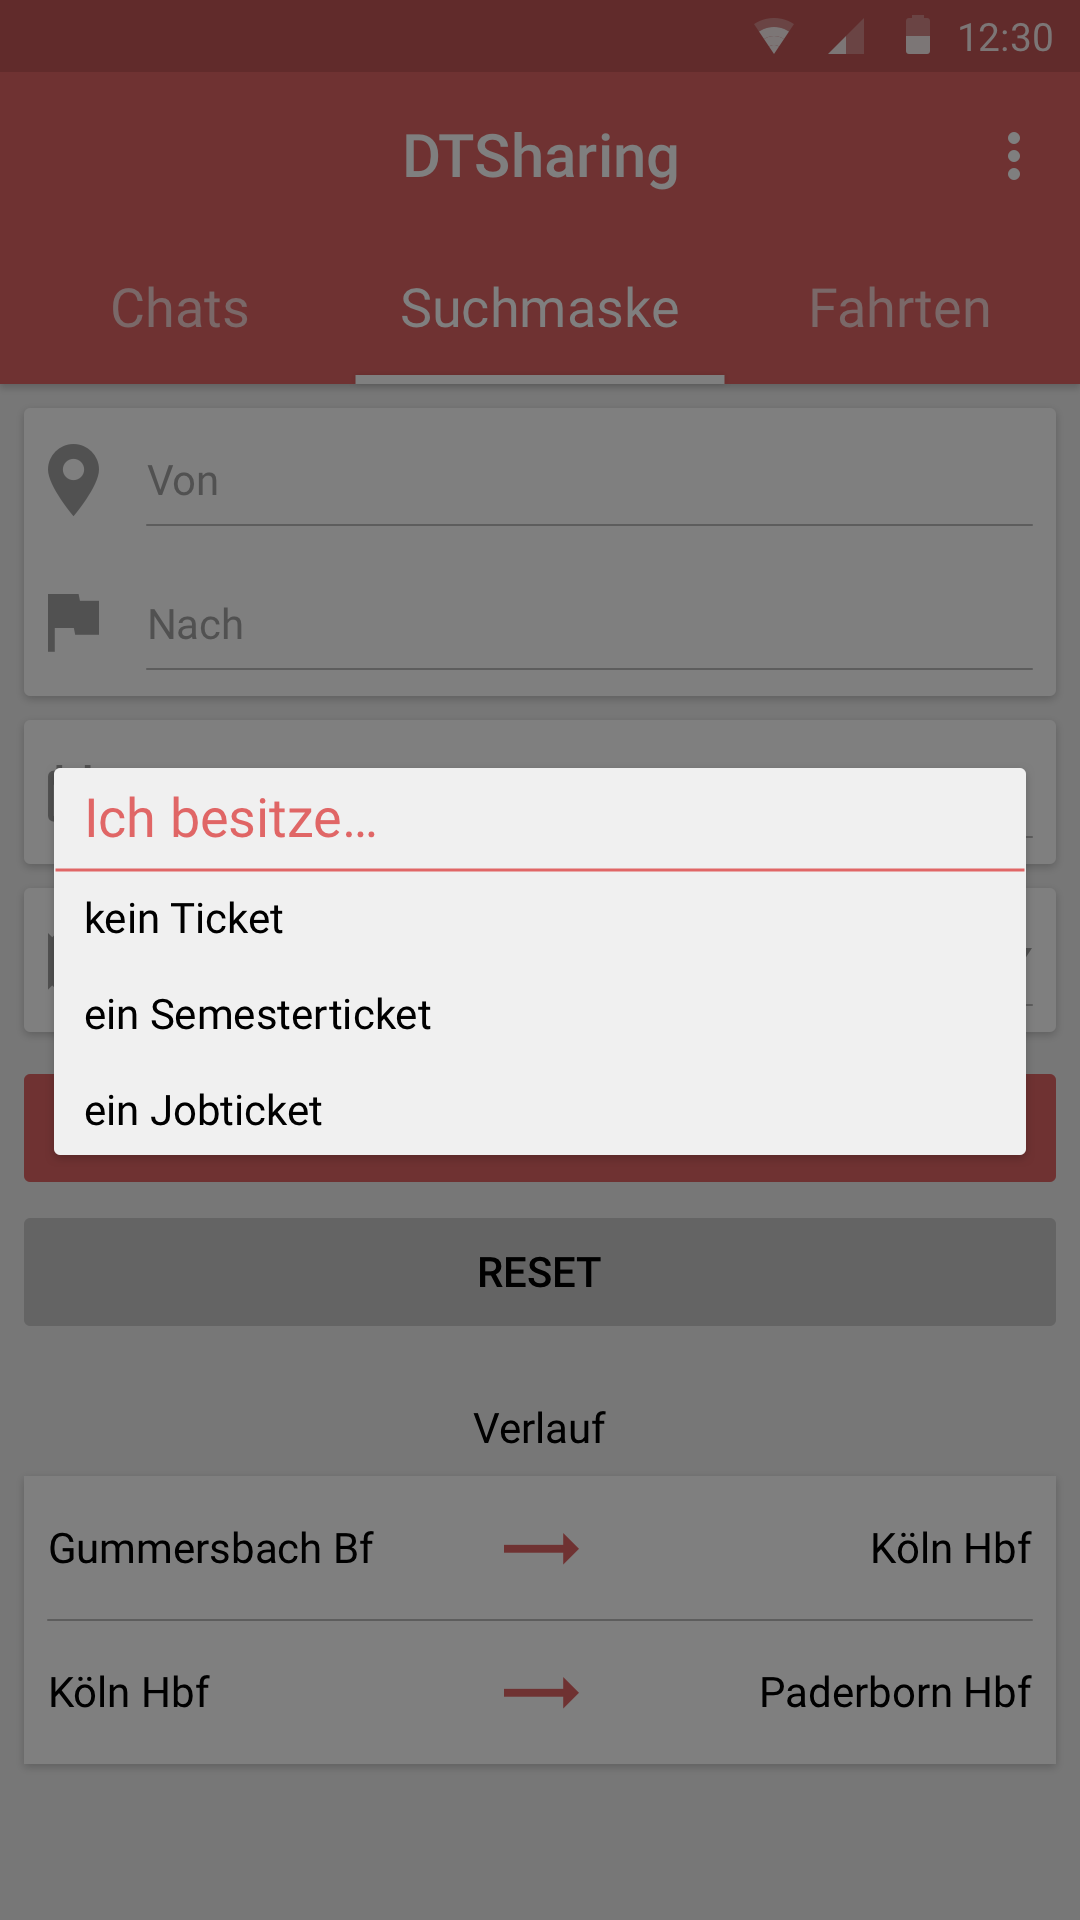 12:30
DTSharing
Chats
Suchmaske
Fahrten
Von
Nach
Ich besitze...
kein Ticket
ein Semesterticket
ein Jobticket
RESET
Verlauf
Gummersbach Bf
Köln Hbf
Köln Hbf
Paderborn Hbf